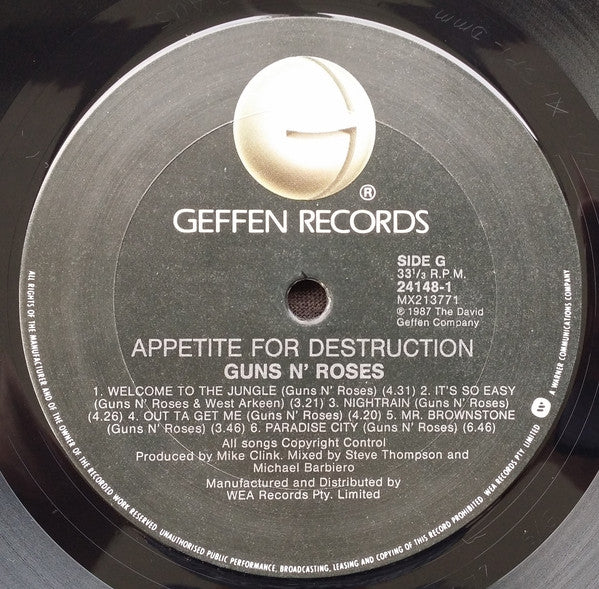 ®
GEFFEN RECORDS
SIDE G
33 1/3 R.P.M.
24148-1
MX213771
℗ 1987 The David
Geffen Company
APPETITE FOR DESTRUCTION
GUNS N' ROSES
1. WELCOME TO THE JUNGLE (Guns N' Roses) (4.31) 2. IT'S SO EASY
(Guns N' Roses & West Arkeen) (3.21) 3. NIGHTRAIN (Guns N' Roses)
(4.26) 4. OUT TA GET ME (Guns N' Roses) (4.20) 5. MR. BROWNSTONE
(Guns N' Roses) (3.46) 6. PARADISE CITY (Guns N' Roses) (6.46)
All songs Copyright Control
Produced by Mike Clink. Mixed by Steve Thompson and
Michael Barbiero
Manufactured and Distributed by
WEA Records Pty. Limited
ALL RIGHTS OF THE MANUFACTURER AND OF THE OWNER OF THE RECORDED WORK RESERVED. UNAUTHORISED PUBLIC PERFORMANCE, BROADCASTING, LEASING AND COPYING OF THIS RECORD PROHIBITED. WEA RECORDS PTY. LIMITED
A WARNER COMMUNICATIONS COMPANY